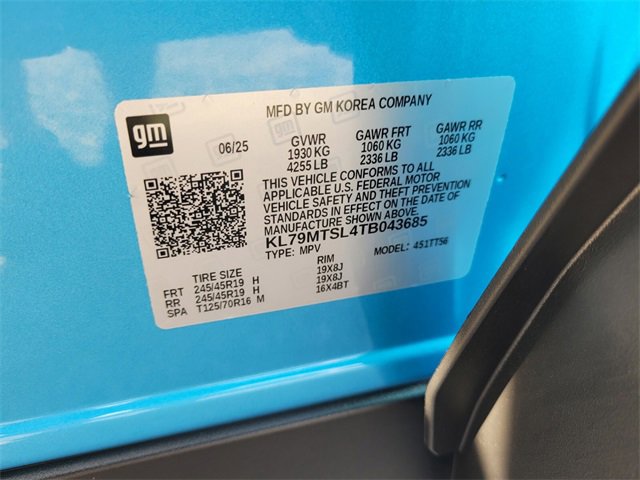 MFD BY GM KOREA COMPANY
gm
06/25
GVWR GAWR FRT GAWR RR
1930 KG 1060 KG 1060 KG
4255 LB 2336 LB 2336 LB
THIS VEHICLE CONFORMS TO ALL
APPLICABLE U.S. FEDERAL MOTOR
VEHICLE SAFETY AND THEFT PREVENTION
STANDARDS IN EFFECT ON THE DATE OF
MANUFACTURE SHOWN ABOVE.
KL79MTSL4TB043685
TYPE: MPV MODEL: 451TT56
TIRE SIZE RIM
FRT 245/45R19 H 19X8J
RR 245/45R19 H 19X8J
SPA T125/70R16 M 16X4BT